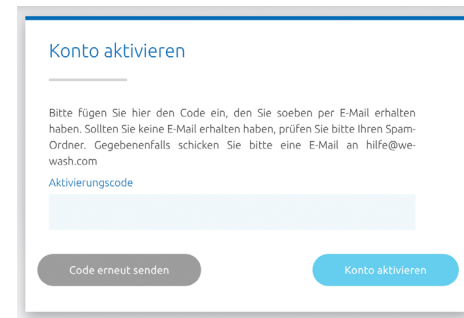 Konto aktivieren
Bitte fügen Sie hier den Code ein, den Sie soeben per E-Mail erhalten
haben. Sollten Sie keine E-Mail erhalten haben, prüfen Sie bitte Ihren Spam-
Ordner. Gegebenenfalls schicken Sie bitte eine E-Mail an hilfe@we-
wash.com
Aktivierungscode
Code erneut senden
Konto aktivieren